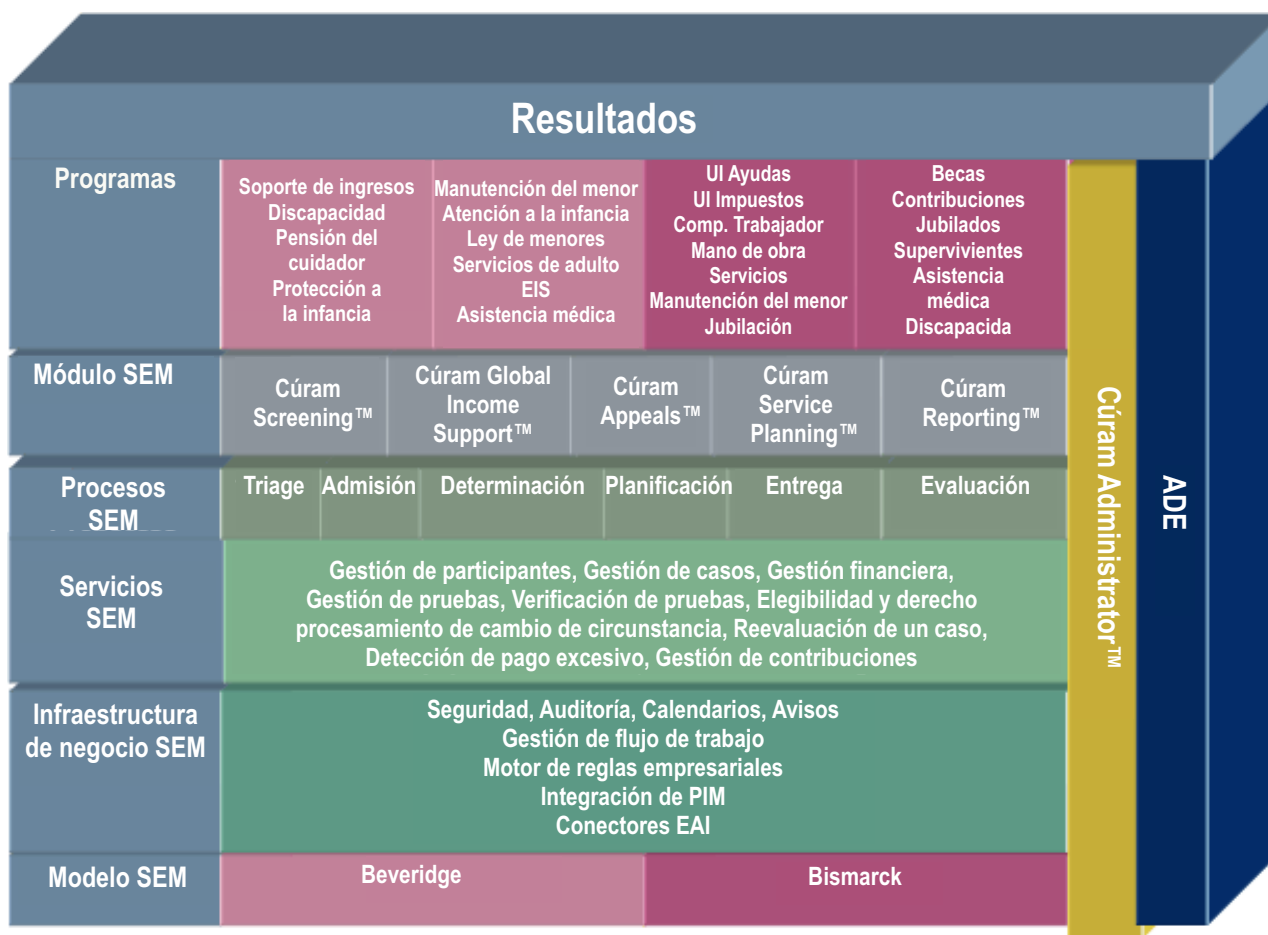 Resultados
Programas
Soporte de ingresos
Discapacidad
Pensión del
cuidador
Protección a
la infancia
Manutención del menor
Atención a la infancia
Ley de menores
Servicios de adulto
EIS
Asistencia médica
UI Ayudas
UI Impuestos
Comp. Trabajador
Mano de obra
Servicios
Manutención del menor
Jubilación
Becas
Contribuciones
Jubilados
Supervivientes
Asistencia
médica
Discapacida
Módulo SEM
Cúram
Screening™
Cúram Global
Income
Support™
Cúram
Appeals™
Cúram
Service
Planning™
Cúram
Reporting™
Procesos
SEM
Triage
Admisión
Determinación
Planificación
Entrega
Evaluación
Servicios
SEM
Gestión de participantes, Gestión de casos, Gestión financiera,
Gestión de pruebas, Verificación de pruebas, Elegibilidad y derecho
procesamiento de cambio de circunstancia, Reevaluación de un caso,
Detección de pago excesivo, Gestión de contribuciones
Infraestructura
de negocio SEM
Seguridad, Auditoría, Calendarios, Avisos
Gestión de flujo de trabajo
Motor de reglas empresariales
Integración de PIM
Conectores EAI
Modelo SEM
Beveridge
Bismarck
Cúram Administrator™
ADE